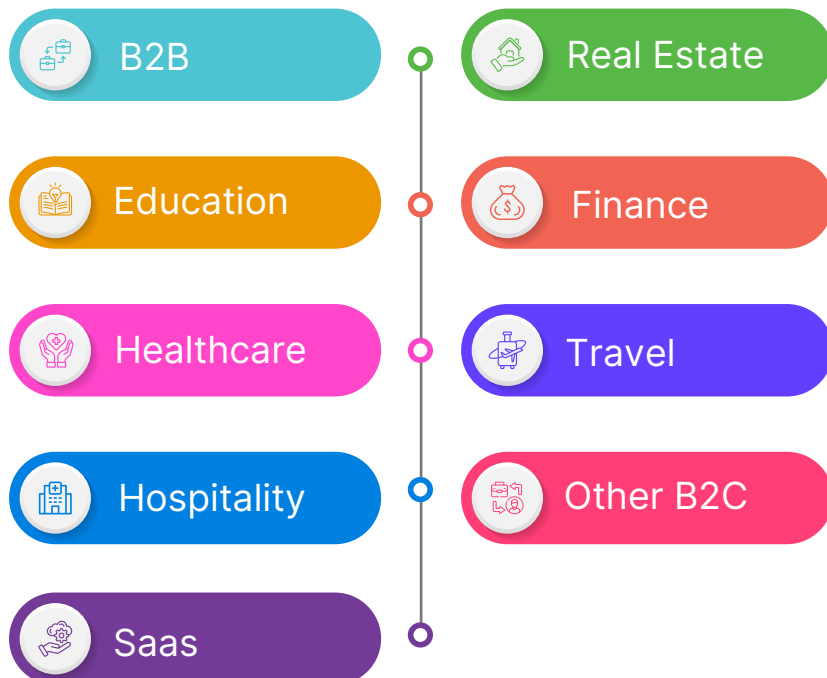 B2B
Real Estate
Education
Finance
Healthcare
Travel
Hospitality
Other B2C
Saas